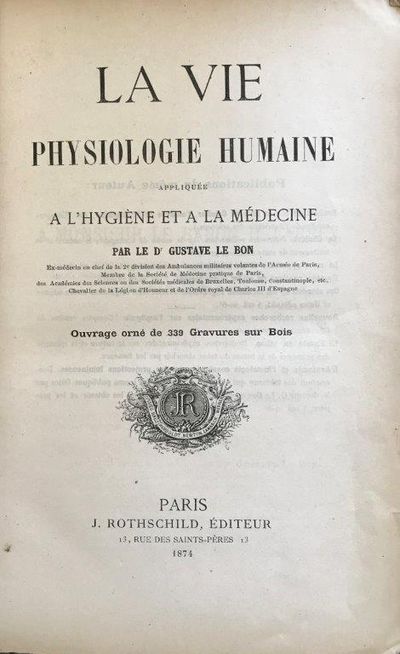 LA VIE
PHYSIOLOGIE HUMAINE
APPLIQUÉE
A L'HYGIÈNE ET A LA MÉDECINE
PAR LE Dr GUSTAVE LE BON
Ex-médecin en chef de la 2e division des Ambulances militaires volantes de l'Armée de Paris,
Membre de la Société de Médecine pratique de Paris,
des Académies des Sciences ou des Sociétés médicales de Bruxelles, Toulouse, Constantinople, etc.
Chevalier de la Légion d'Honneur et de l'Ordre royal de Charles III d'Espagne
Ouvrage orné de 339 Gravures sur Bois
JR
PARIS
J. ROTHSCHILD, ÉDITEUR
13, RUE DES SAINTS-PÈRES 13
1874